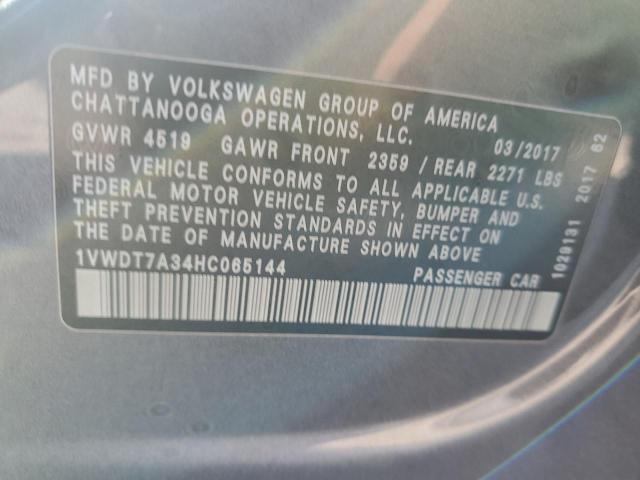 MFD BY VOLKSWAGEN GROUP OF AMERICA
CHATTANOOGA OPERATIONS, LLC.
03/2017
GVWR 4519 GAWR FRONT 2359 / REAR 2271 LBS
THIS VEHICLE CONFORMS TO ALL APPLICABLE U.S.
FEDERAL MOTOR VEHICLE SAFETY, BUMPER AND
THEFT PREVENTION STANDARDS IN EFFECT ON
THE DATE OF MANUFACTURE SHOWN ABOVE
1VWDT7A34HC065144 PASSENGER CAR
1029131 2017 62